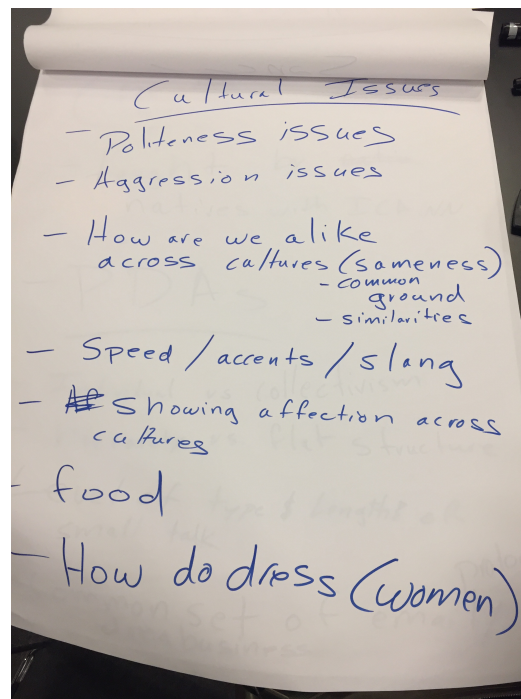 Cultural Issues
- Politeness issues
- Aggression issues
- How are we alike
across cultures (sameness)
- common
ground
- similarities
- Speed / accents / slang
- Showing affection across
cultures
- food
- How do dress (women)